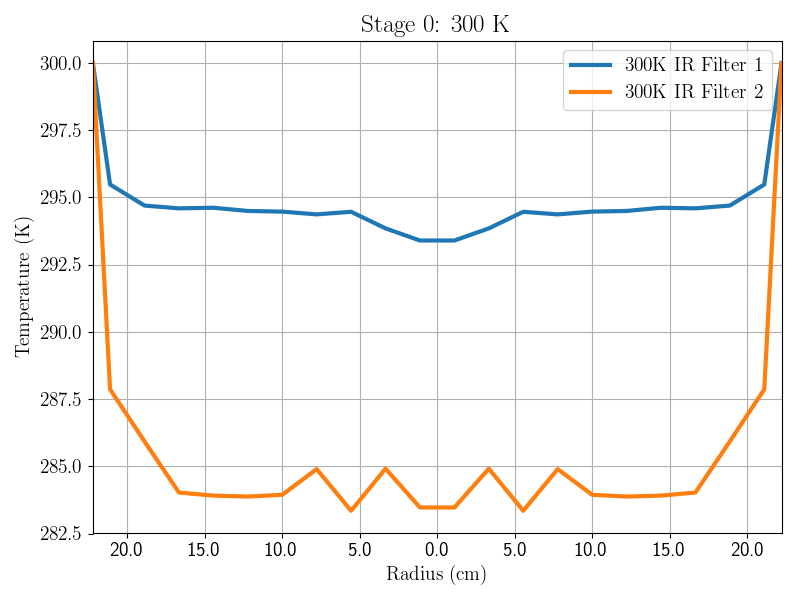 Stage 0: 300 K
300K IR Filter 1
300K IR Filter 2
Temperature (K)
300.0
297.5
295.0
292.5
290.0
287.5
285.0
282.5
20.0 15.0 10.0 5.0 0.0 5.0 10.0 15.0 20.0
Radius (cm)